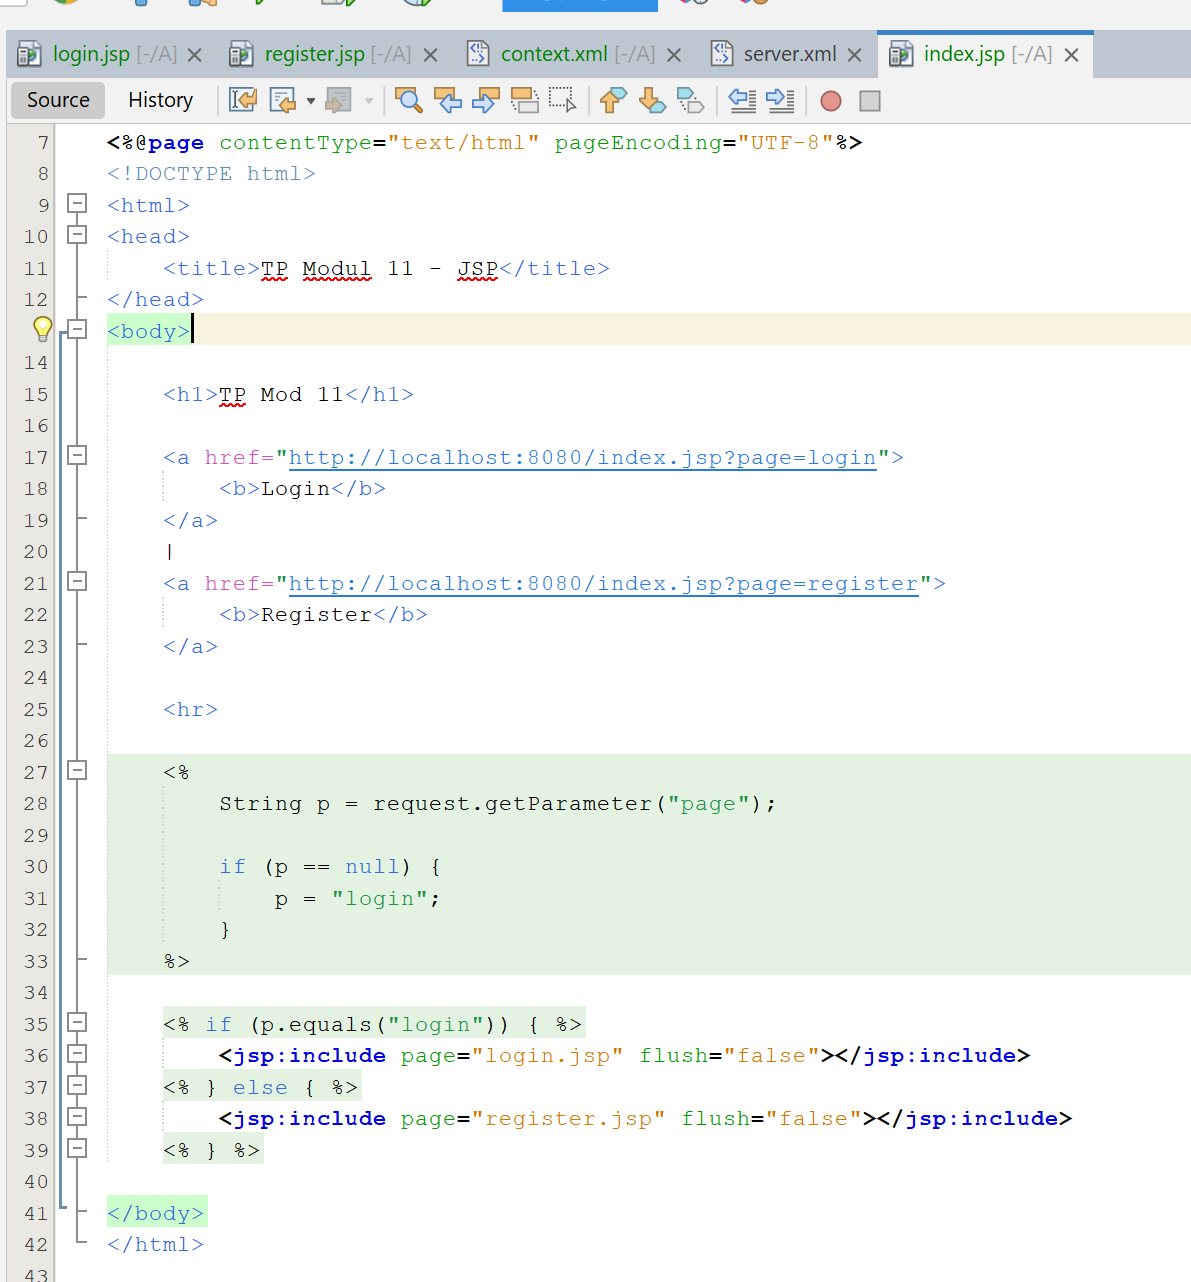 login.jsp [-/A] register.jsp [-/A] context.xml [-/A] server.xml index.jsp [-/A]
Source History
7 <%@page contentType="text/html" pageEncoding="UTF-8"%>
8 <!DOCTYPE html>
9 <html>
10 <head>
11     <title>TP Modul 11 - JSP</title>
12 </head>
<body>
14
15     <h1>TP Mod 11</h1>
16
17     <a href="http://localhost:8080/index.jsp?page=login">
18         <b>Login</b>
19     </a>
20     |
21     <a href="http://localhost:8080/index.jsp?page=register">
22         <b>Register</b>
23     </a>
24
25     <hr>
26
27     <%
28         String p = request.getParameter("page");
29
30         if (p == null) {
31             p = "login";
32         }
33     %>
34
35     <% if (p.equals("login")) { %>
36         <jsp:include page="login.jsp" flush="false"></jsp:include>
37     <% } else { %>
38         <jsp:include page="register.jsp" flush="false"></jsp:include>
39     <% } %>
40
41 </body>
42 </html>
43